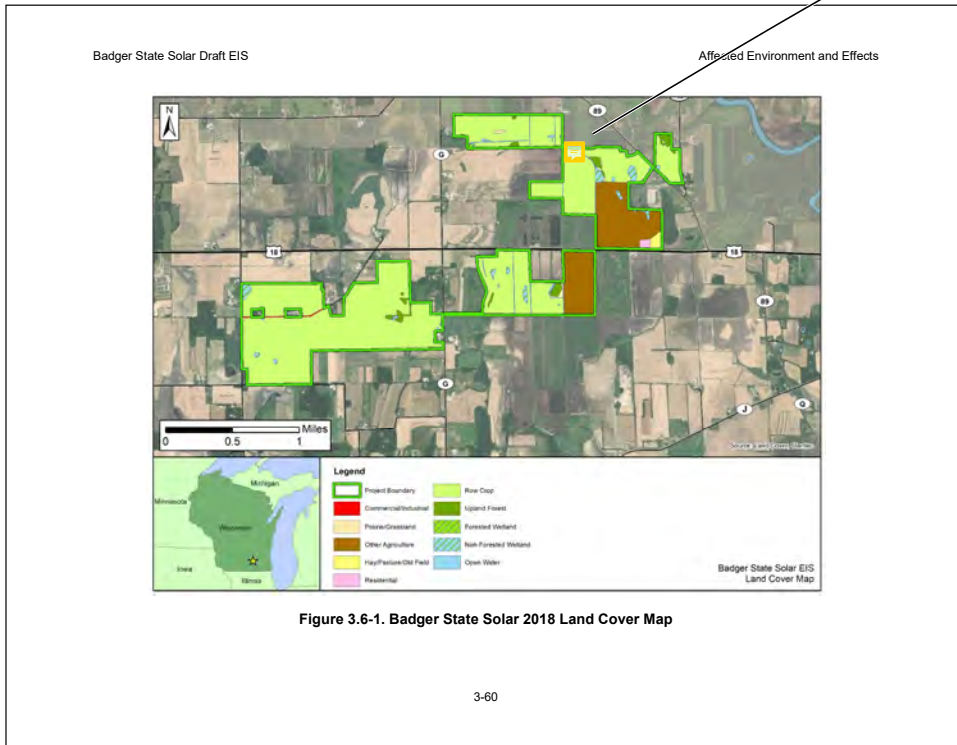 Badger State Solar Draft EIS
Affected Environment and Effects
N
89
G
18
18
89
G
J
G
Miles
0 0.5 1
Michigan
Minnesota
Wisconsin
Iowa
Illinois
Legend
Project Boundary
Row Crop
Commercial/Industrial
Upland Forest
Prairie/Grassland
Forested Wetland
Other Agriculture
Non-Forested Wetland
Hay/Pasture/Old Field
Open Water
Residential
Badger State Solar EIS
Land Cover Map
Figure 3.6-1. Badger State Solar 2018 Land Cover Map
3-60